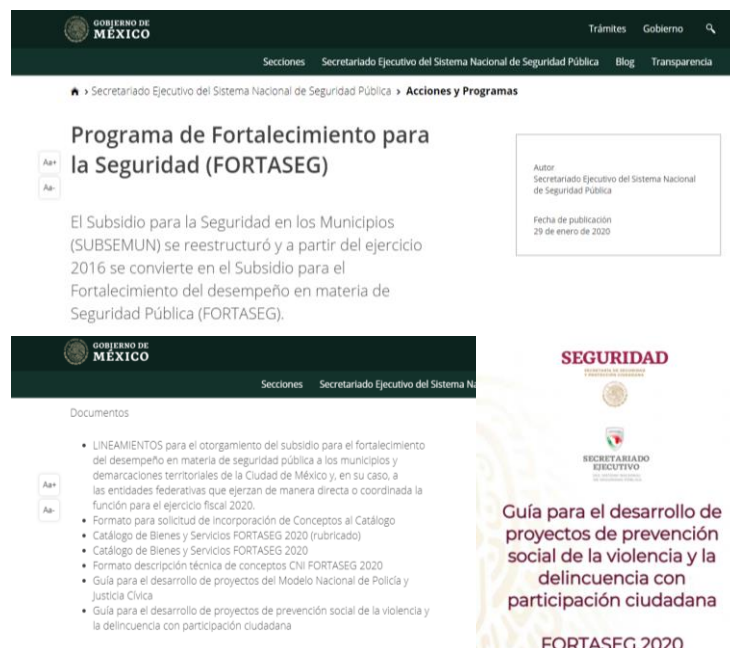 GOBIERNO DE
MÉXICO
Trámites Gobierno
Secciones Secretariado Ejecutivo del Sistema Nacional de Seguridad Pública Blog Transparencia
> Secretariado Ejecutivo del Sistema Nacional de Seguridad Pública > Acciones y Programas
Programa de Fortalecimiento para
la Seguridad (FORTASEG)
Aa+
Aa-
Autor
Secretariado Ejecutivo del Sistema Nacional
de Seguridad Pública
Fecha de publicación
29 de enero de 2020
El Subsidio para la Seguridad en los Municipios
(SUBSEMUN) se reestructuró y a partir del ejercicio
2016 se convierte en el Subsidio para el
Fortalecimiento del desempeño en materia de
Seguridad Pública (FORTASEG).
GOBIERNO DE
MÉXICO
Secciones Secretariado Ejecutivo del Sistema Na
Documentos
Aa+
Aa-
• LINEAMIENTOS para el otorgamiento del subsidio para el fortalecimiento
del desempeño en materia de seguridad pública a los municipios y
demarcaciones territoriales de la Ciudad de México y, en su caso, a
las entidades federativas que ejerzan de manera directa o coordinada la
función para el ejercicio fiscal 2020.
• Formato para solicitud de incorporación de Conceptos al Catálogo
• Catálogo de Bienes y Servicios FORTASEG 2020 (rubricado)
• Catálogo de Bienes y Servicios FORTASEG 2020
• Formato descripción técnica de conceptos CNI FORTASEG 2020
• Guía para el desarrollo de proyectos del Modelo Nacional de Policía y
Justicia Cívica
• Guía para el desarrollo de proyectos de prevención social de la violencia y
la delincuencia con participación ciudadana
SEGURIDAD
SECRETARÍA DE SEGURIDAD
Y PROTECCIÓN CIUDADANA
SECRETARIADO
EJECUTIVO
Guía para el desarrollo de
proyectos de prevención
social de la violencia y la
delincuencia con
participación ciudadana
FORTASEG 2020